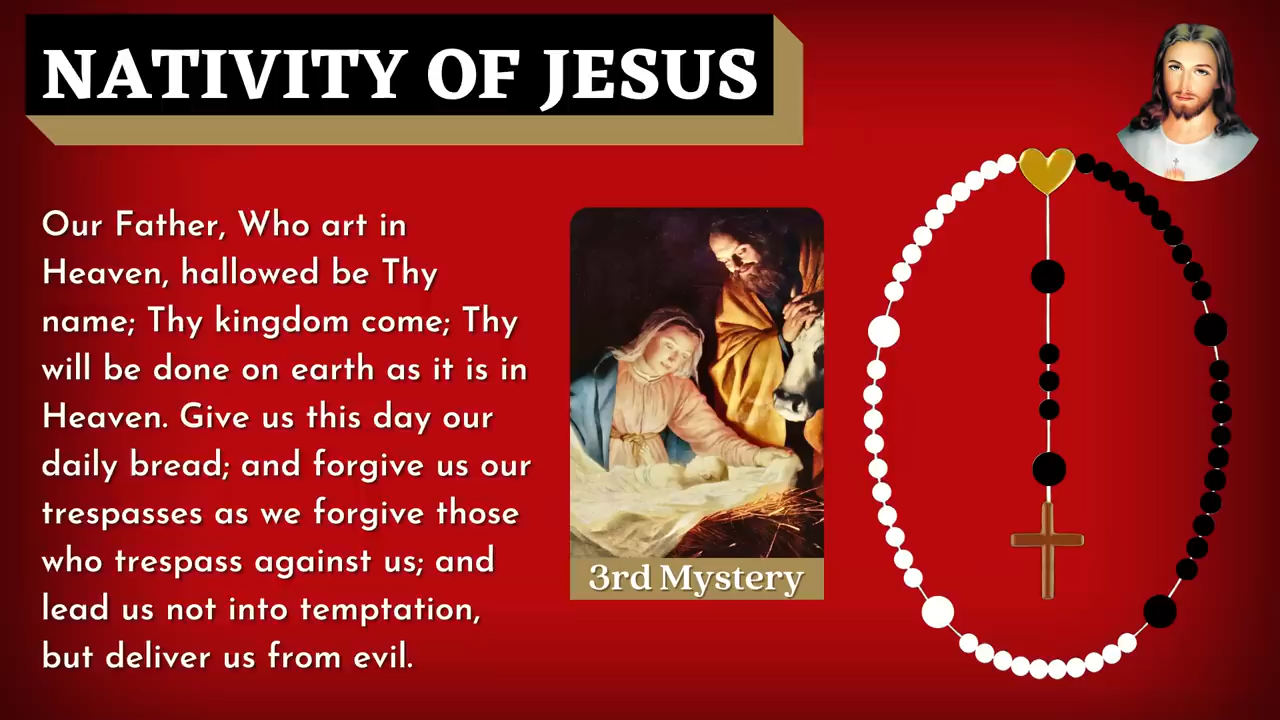 NATIVITY OF JESUS
Our Father, Who art in
Heaven, hallowed be Thy
name; Thy kingdom come; Thy
will be done on earth as it is in
Heaven. Give us this day our
daily bread; and forgive us our
trespasses as we forgive those
who trespass against us; and
lead us not into temptation,
but deliver us from evil.
3rd Mystery